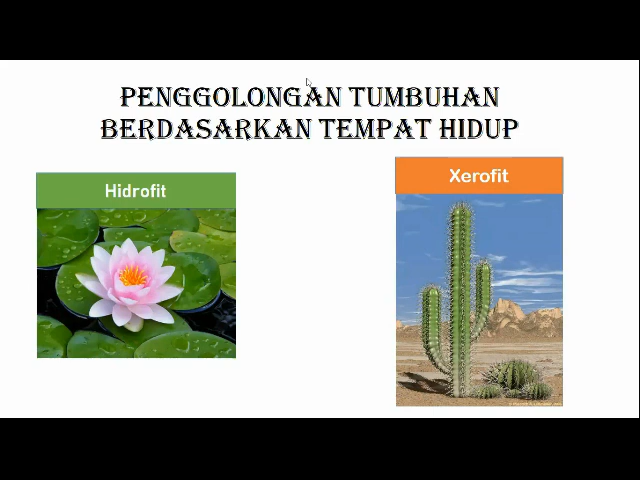 PENGGOLONGAN TUMBUHAN
BERDASARKAN TEMPAT HIDUP
Hidrofit
Xerofit